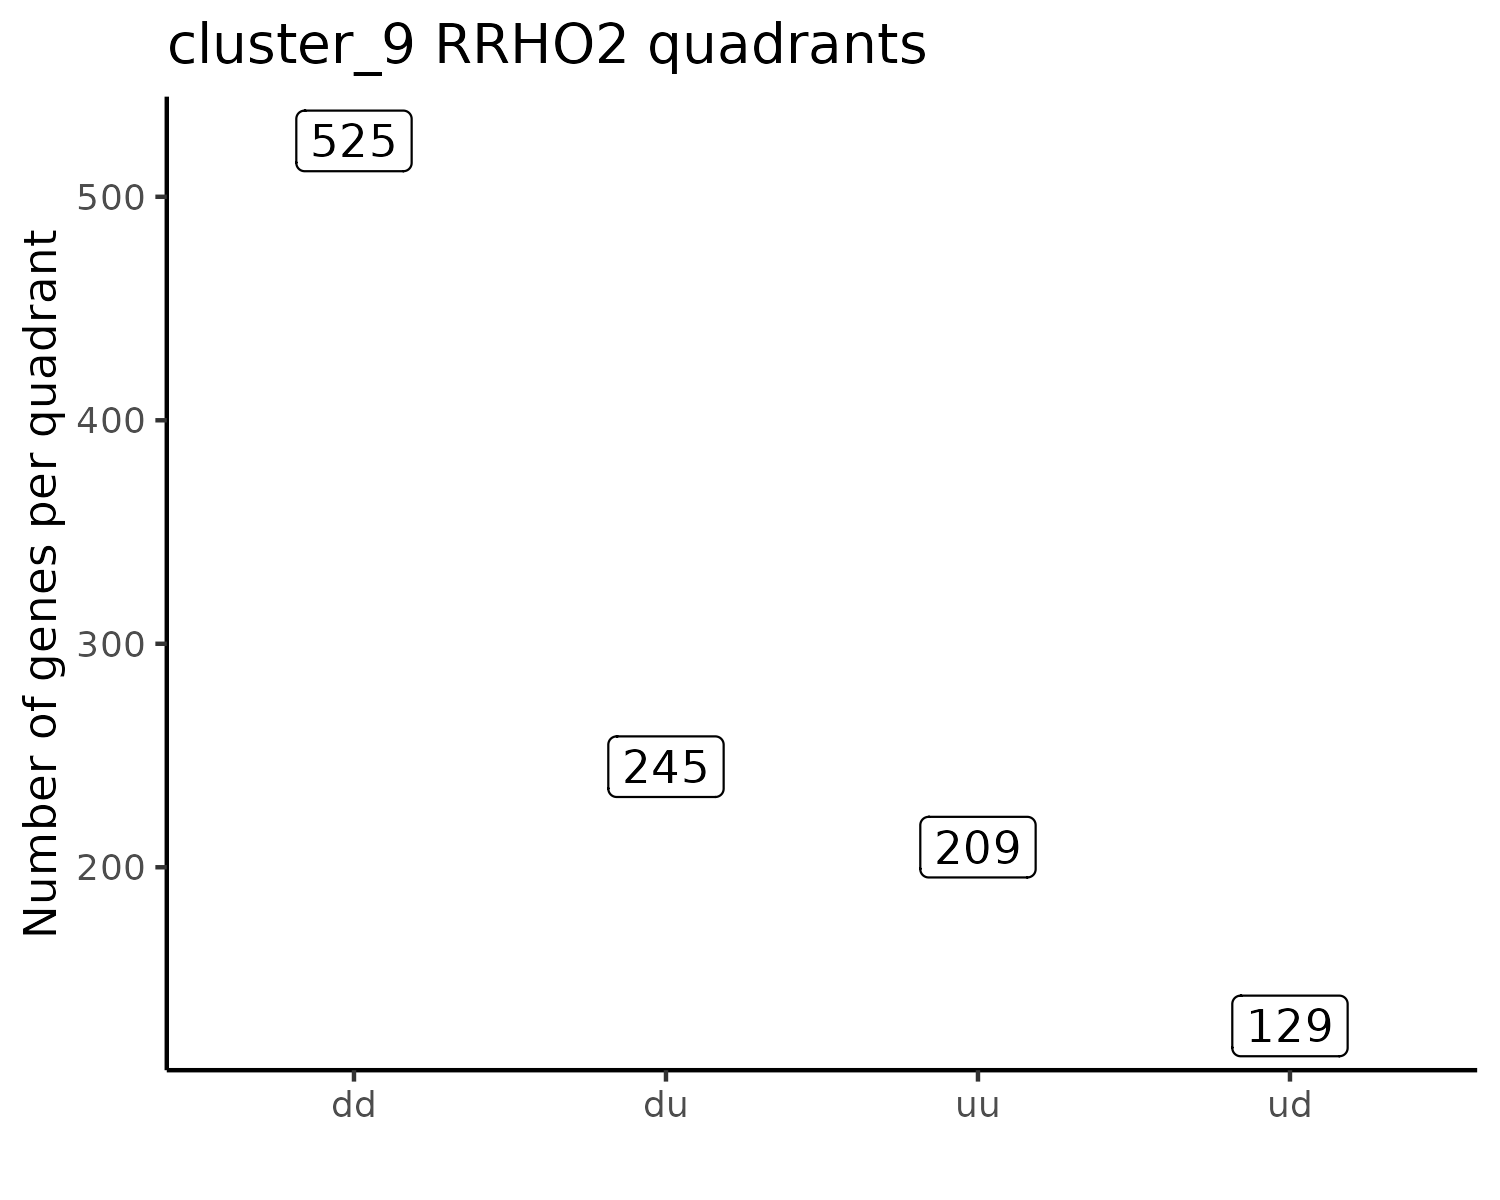 cluster_9 RRHO2 quadrants
Number of genes per quadrant
500
400
300
200
525
245
209
129
dd du uu ud